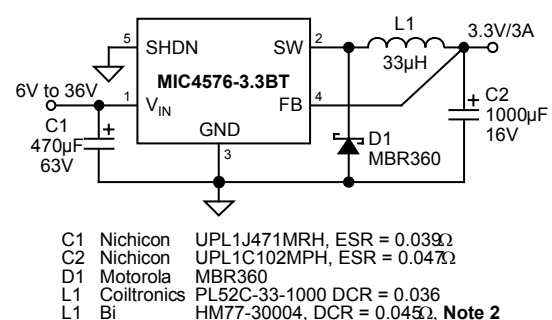 L1
3.3V/3A
5 SHDN SW 2
33µH
MIC4576-3.3BT
6V to 36V
1 VIN FB 4
C2
1000µF
16V
C1
470µF
63V
GND
3
D1
MBR360
C1 Nichicon UPL1J471MRH, ESR = 0.039Ω
C2 Nichicon UPL1C102MPH, ESR = 0.047Ω
D1 Motorola MBR360
L1 Coiltronics PL52C-33-1000 DCR = 0.036
L1 Bi HM77-30004, DCR = 0.045Ω, Note 2